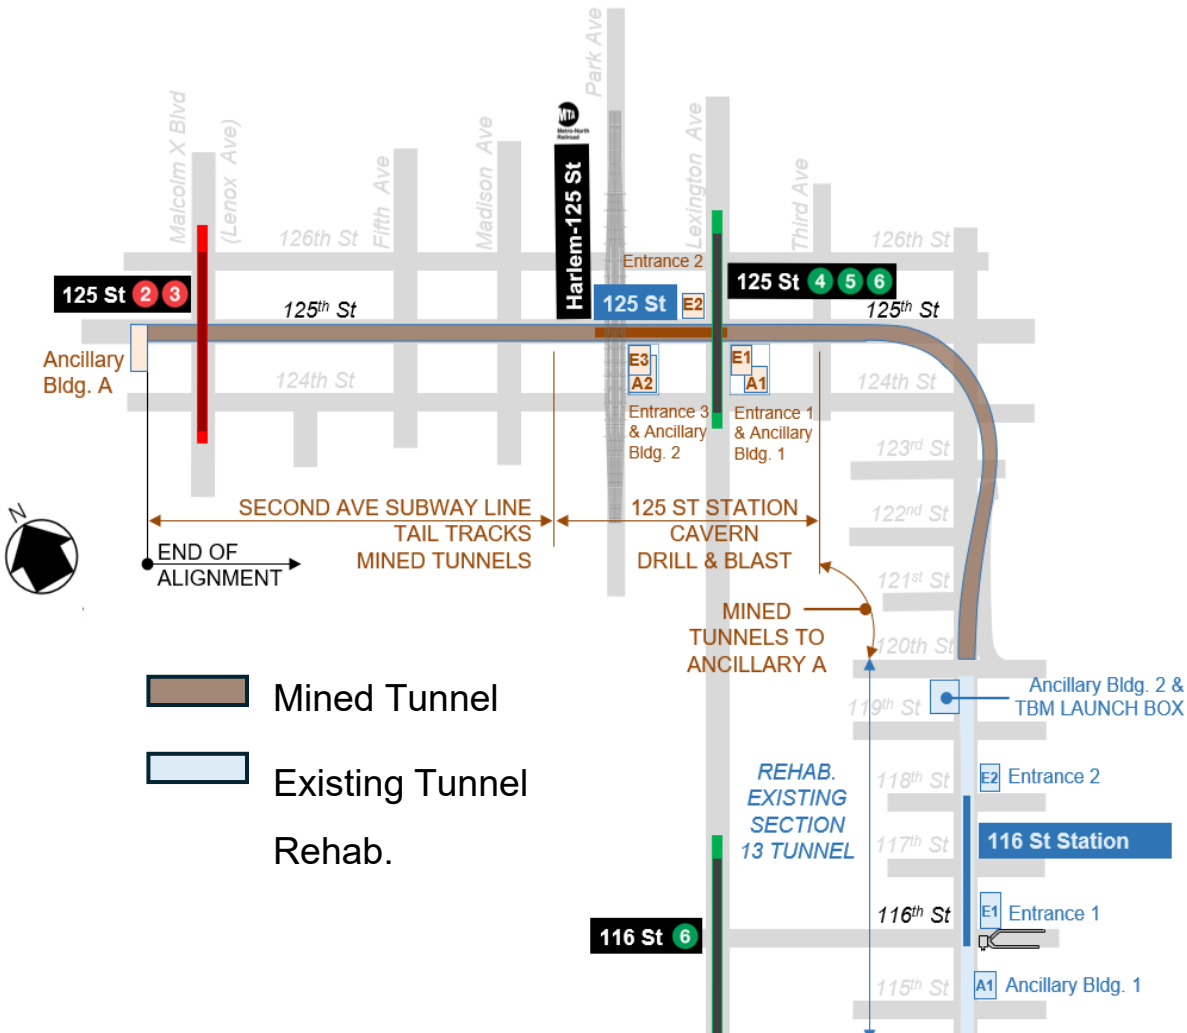 Park Ave
MTA
Metro-North
Railroad
Malcolm X Blvd
(Lenox Ave)
Fifth Ave
Madison Ave
Harlem-125 St
Lexington Ave
Third Ave
126th St
126th St
Entrance 2
125 St 2 3
125th St
125 St
E2
125 St 4 5 6
125th St
Ancillary
Bldg. A
124th St
E3
A2
E1
A1
124th St
Entrance 3
& Ancillary
Bldg. 2
Entrance 1
& Ancillary
Bldg. 1
123rd St
N
SECOND AVE SUBWAY LINE
TAIL TRACKS
MINED TUNNELS
125 ST STATION
CAVERN
DRILL & BLAST
122nd St
END OF
ALIGNMENT
121st St
MINED
TUNNELS TO
ANCILLARY A
120th St
Mined Tunnel
Ancillary Bldg. 2 &
TBM LAUNCH BOX
119th St
Existing Tunnel
Rehab.
REHAB.
EXISTING
SECTION
13 TUNNEL
118th St
E2 Entrance 2
117th St
116 St Station
116th St
E1 Entrance 1
116 St 6
115th St
A1 Ancillary Bldg. 1